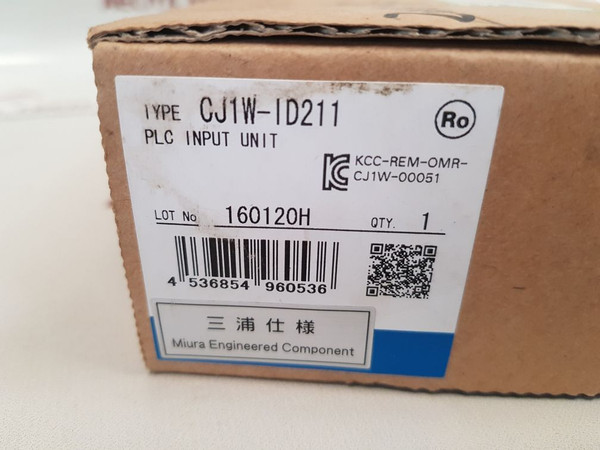 TYPE CJ1W-ID211
PLC INPUT UNIT
Ro
KCC-REM-OMR-
CJ1W-00051
LOT No 160120H QTY. 1
4 536854 960536
三浦仕様
Miura Engineered Component